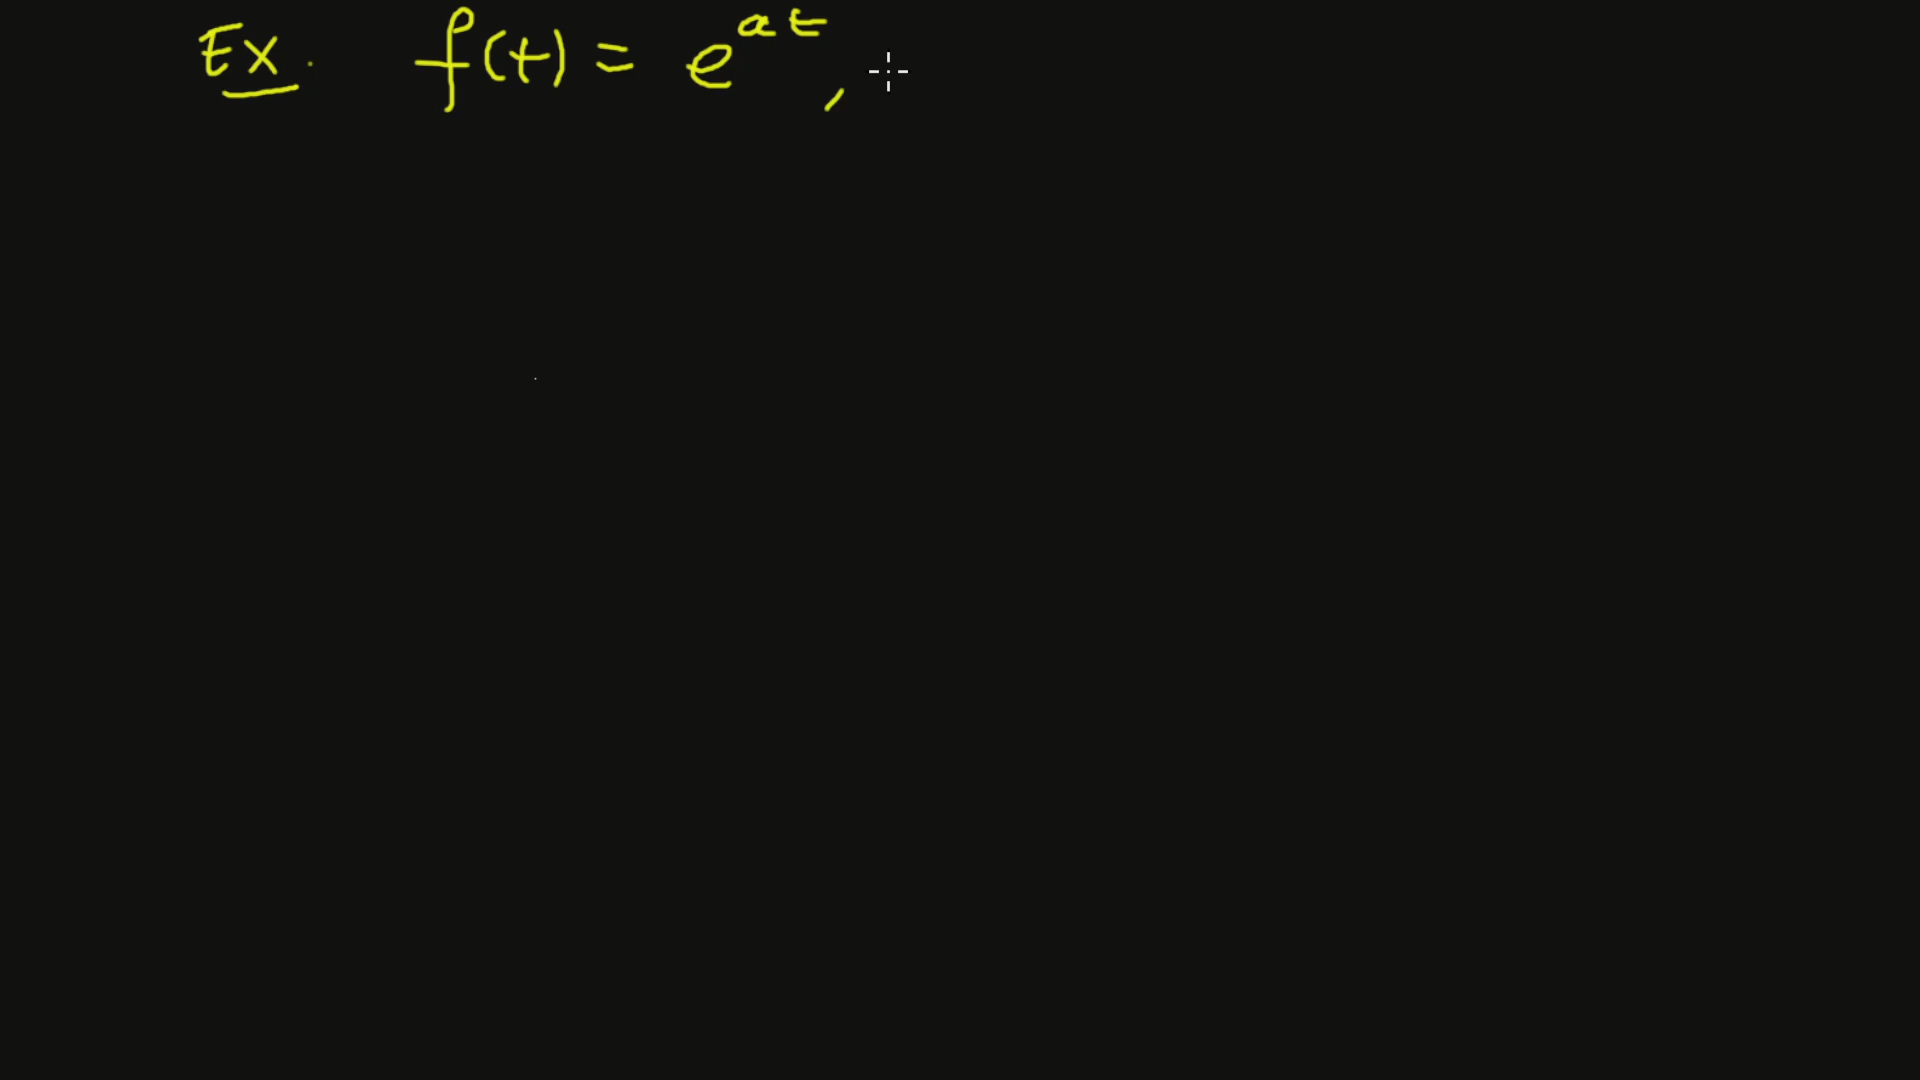 Ex. f(t) = e^{at},